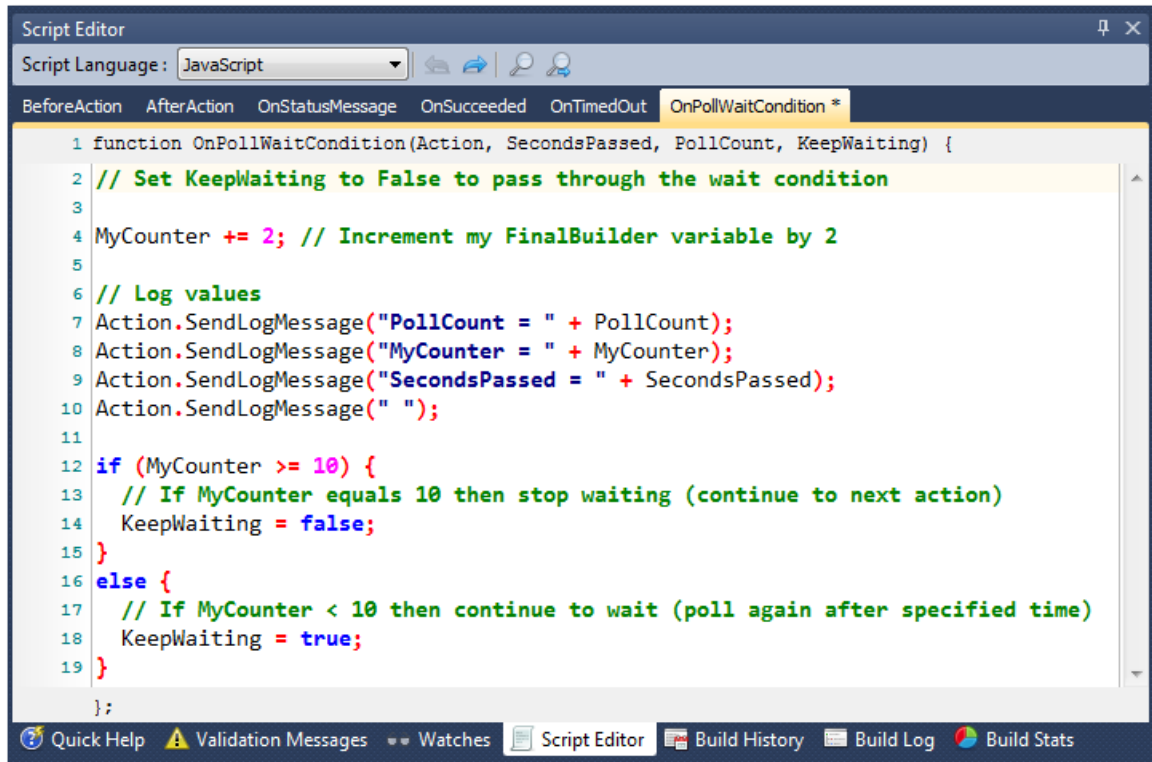 Script Editor
Script Language : JavaScript
BeforeAction AfterAction OnStatusMessage OnSucceeded OnTimedOut OnPollWaitCondition *
1 function OnPollWaitCondition(Action, SecondsPassed, PollCount, KeepWaiting) {
2 // Set KeepWaiting to False to pass through the wait condition
3
4 MyCounter += 2; // Increment my FinalBuilder variable by 2
5
6 // Log values
7 Action.SendLogMessage("PollCount = " + PollCount);
8 Action.SendLogMessage("MyCounter = " + MyCounter);
9 Action.SendLogMessage("SecondsPassed = " + SecondsPassed);
10 Action.SendLogMessage(" ");
11
12 if (MyCounter >= 10) {
13   // If MyCounter equals 10 then stop waiting (continue to next action)
14   KeepWaiting = false;
15 }
16 else {
17   // If MyCounter < 10 then continue to wait (poll again after specified time)
18   KeepWaiting = true;
19 }
};
Quick Help Validation Messages Watches Script Editor Build History Build Log Build Stats